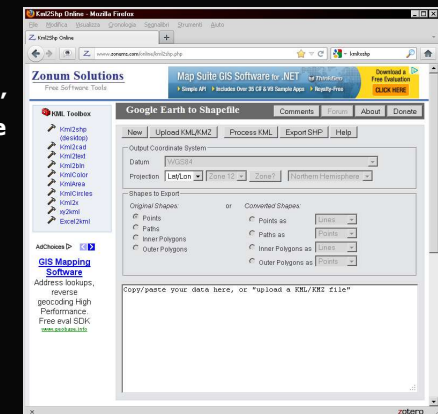 ,
e
Kml2Shp Online - Mozilla Firefox
File Modifica Visualizza Cronologia Segnalibri Strumenti Aiuto
Z Kml2Shp Online +
www.zonums.com/online/kml2shp.php
kmltoshp
Zonum Solutions
Free Software Tools
Map Suite GIS Software for .NET ThinkGeo
Simple API Includes Over 35 C# & VB Sample Apps Royalty-Free
Download a
Free Evaluation
CLICK HERE
KML Toolbox
Kml2shp
(desktop)
Kml2cad
Kml2text
Kml2bln
KmlColor
KmlArea
KmlCircles
Kml2x
xy2kml
Excel2kml
AdChoices
GIS Mapping
Software
Address lookups,
reverse
geocoding High
Performance.
Free eval SDK
www.geobase.info
Google Earth to Shapefile Comments Forum About Donate
New Upload KML/KMZ Process KML Export SHP Help
Output Coordinate System
Datum WGS84
Projection Lat/Lon Zone 12 Zone? Northern Hemisphere
Shapes to Export
Original Shapes: or Converted Shapes:
Points Points as Lines
Paths Paths as Points
Inner Polygons Inner Polygons as Lines
Outer Polygons Outer Polygons as Points
Copy/paste your data here, or "upload a KML/KMZ file"
× zotero